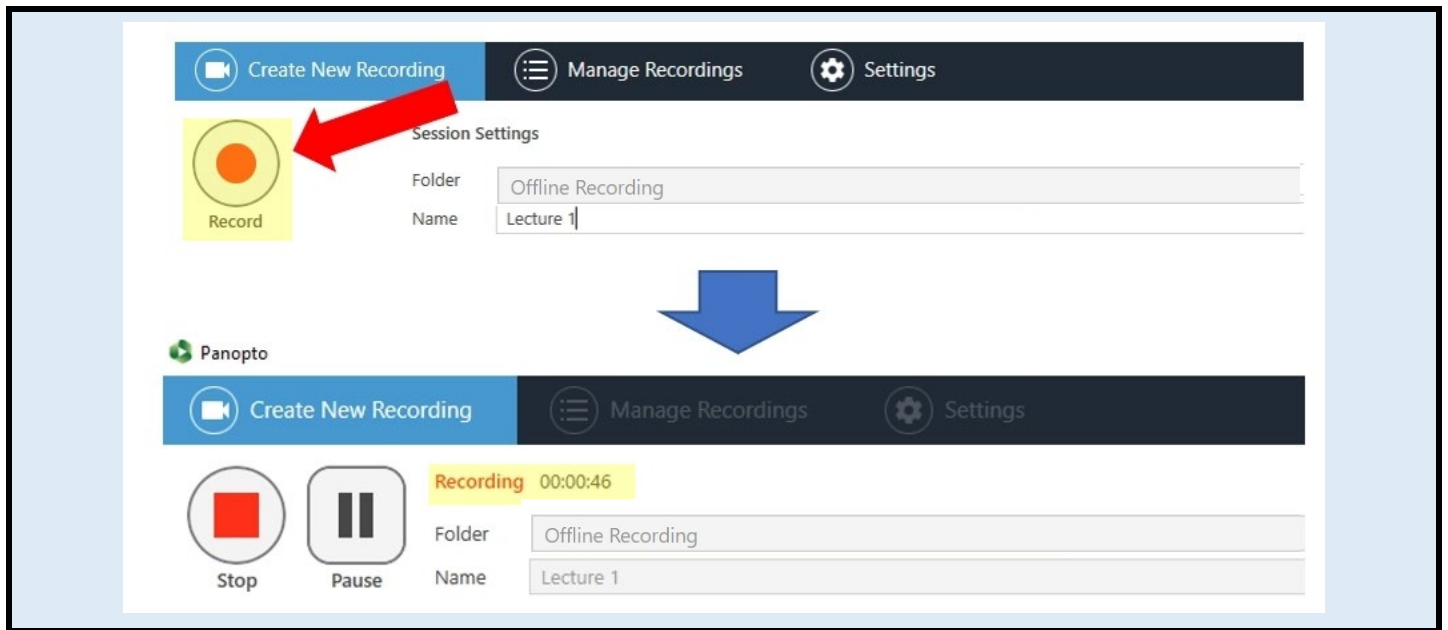 Create New Recording Manage Recordings Settings
Session Settings
Folder Offline Recording
Record Name Lecture 1
Panopto
Create New Recording Manage Recordings Settings
Recording 00:00:46
Folder Offline Recording
Stop Pause Name Lecture 1